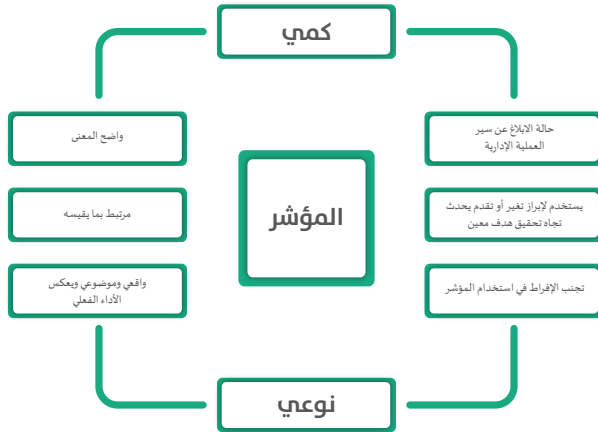 كمي
حالة الابلاغ عن سير
العملية الإدارية
واضح المعنى
المؤشر
يستخدم لإبراز تغير أو تقدم يحدث
تجاه تحقيق هدف معين
مرتبط بما يقيسه
تجنب الإفراط في استخدام المؤشر
واقعي وموضوعي ويعكس
الأداء الفعلي
نوعي